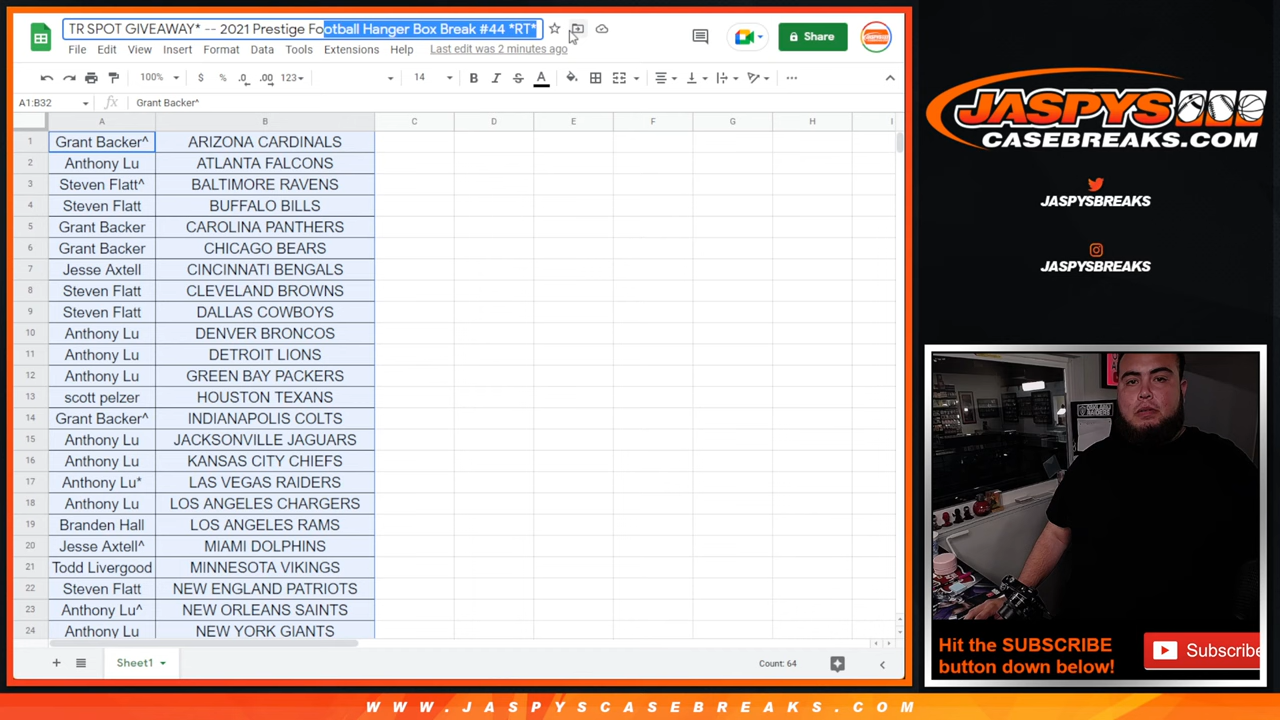 TR SPOT GIVEAWAY* -- 2021 Prestige Football Hanger Box Break #44 *RT*
File Edit View Insert Format Data Tools Extensions Help Last edit was 2 minutes ago
Share
100% $ % .0 .00 123 14 B I S A
A1:B32 fx Grant Backer^
A B C D E F G H I
1 Grant Backer^ ARIZONA CARDINALS
2 Anthony Lu ATLANTA FALCONS
3 Steven Flatt^ BALTIMORE RAVENS
4 Steven Flatt BUFFALO BILLS
5 Grant Backer CAROLINA PANTHERS
6 Grant Backer CHICAGO BEARS
7 Jesse Axtell CINCINNATI BENGALS
8 Steven Flatt CLEVELAND BROWNS
9 Steven Flatt DALLAS COWBOYS
10 Anthony Lu DENVER BRONCOS
11 Anthony Lu DETROIT LIONS
12 Anthony Lu GREEN BAY PACKERS
13 scott pelzer HOUSTON TEXANS
14 Grant Backer^ INDIANAPOLIS COLTS
15 Anthony Lu JACKSONVILLE JAGUARS
16 Anthony Lu KANSAS CITY CHIEFS
17 Anthony Lu* LAS VEGAS RAIDERS
18 Anthony Lu LOS ANGELES CHARGERS
19 Branden Hall LOS ANGELES RAMS
20 Jesse Axtell^ MIAMI DOLPHINS
21 Todd Livergood MINNESOTA VIKINGS
22 Steven Flatt NEW ENGLAND PATRIOTS
23 Anthony Lu^ NEW ORLEANS SAINTS
24 Anthony Lu NEW YORK GIANTS
Sheet1
Count: 64
JASPYS
CASEBREAKS.COM
JASPYSBREAKS
JASPYSBREAKS
Hit the SUBSCRIBE
button down below!
Subscribe
WWW.JASPYSCASEBREAKS.COM